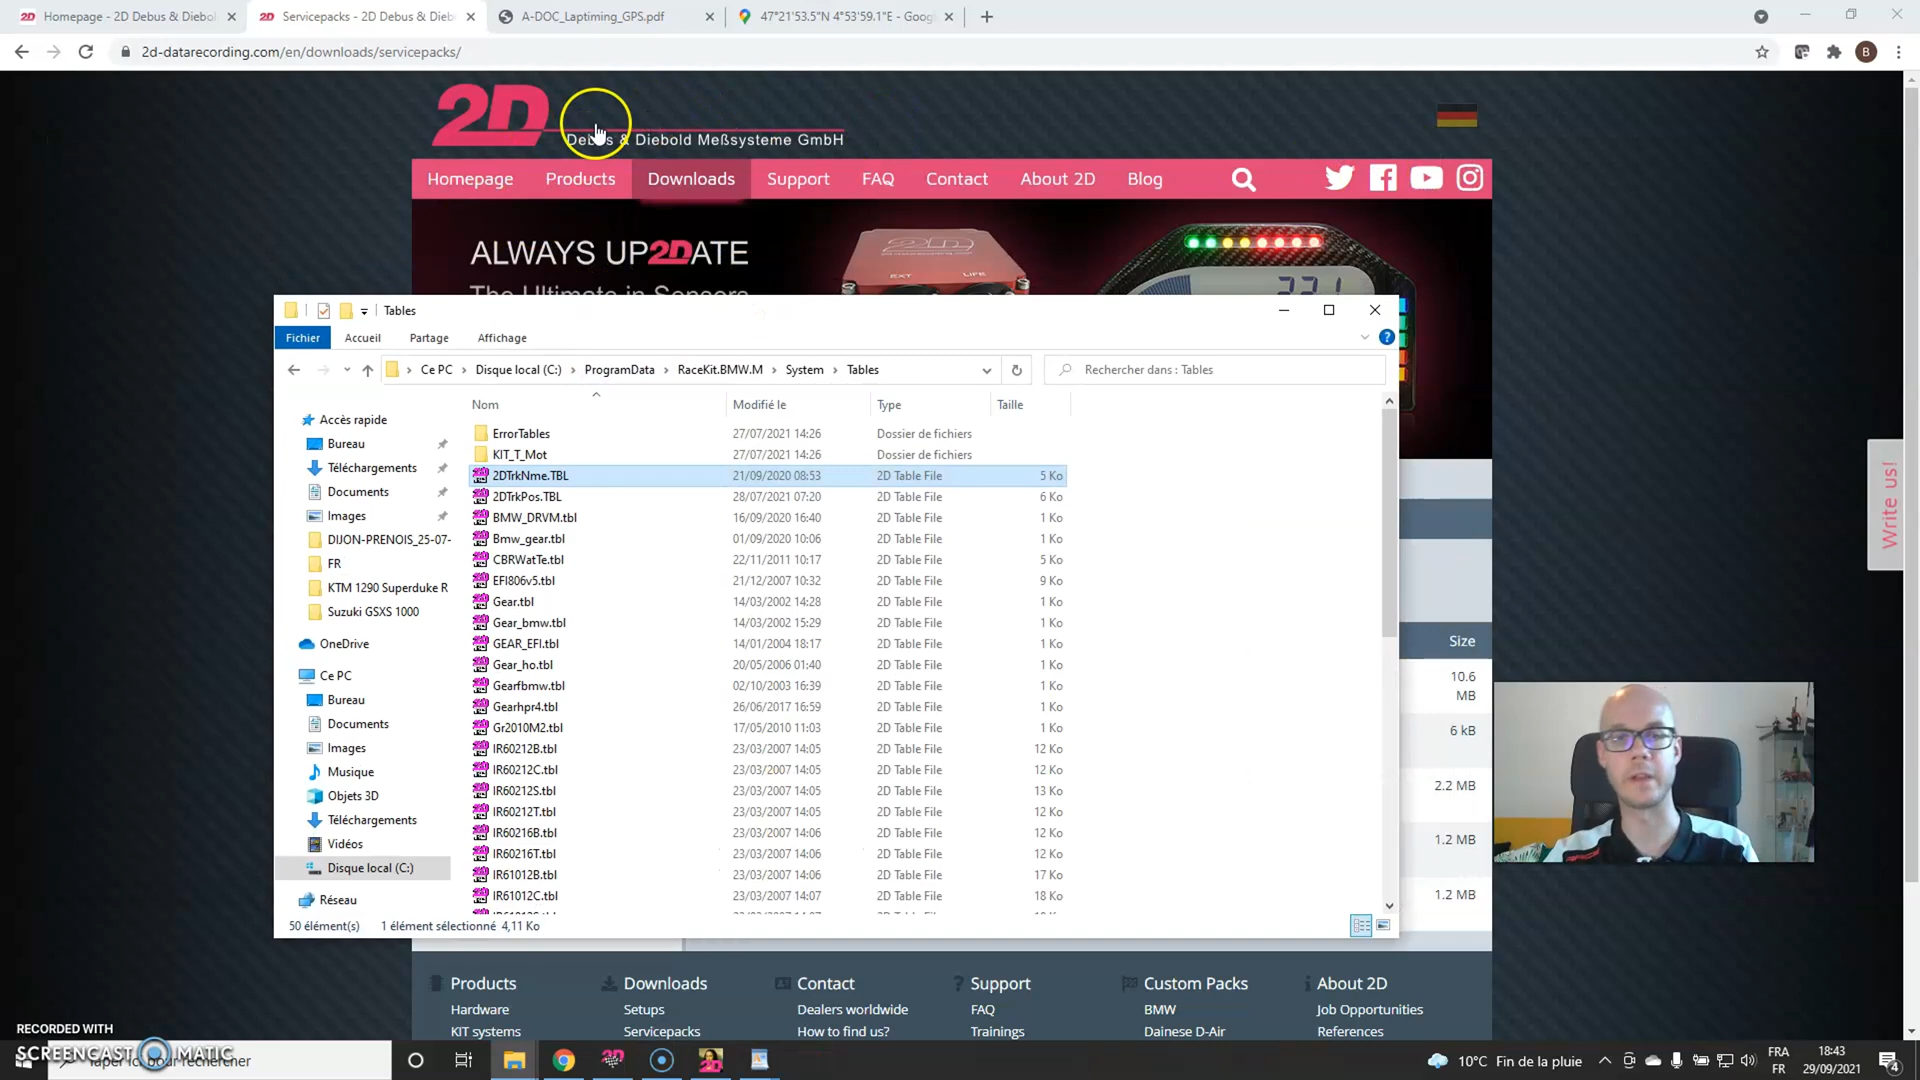 Homepage - 2D Debus & Diebol
Servicepacks - 2D Debus & Dieb
A-DOC_Laptiming_GPS.pdf
47°21'53.5"N 4°53'59.1"E - Goog
2d-datarecording.com/en/downloads/servicepacks/
B
2D
Debus & Diebold Meßsysteme GmbH
Homepage
Products
Downloads
Support
FAQ
Contact
About 2D
Blog
ALWAYS UP2DATE
The Ultimate in Sensors
2D
EXT
LIFE
Tables
Fichier
Accueil
Partage
Affichage
Ce PC
Disque local (C:)
ProgramData
RaceKit.BMW.M
System
Tables
Rechercher dans : Tables
Nom Modifié le Type Taille
Accès rapide
Bureau
Téléchargements
Documents
Images
DIJON-PRENOIS_25-07-
FR
KTM 1290 Superduke R
Suzuki GSXS 1000
OneDrive
Ce PC
Bureau
Documents
Images
Musique
Objets 3D
Téléchargements
Vidéos
Disque local (C:)
Réseau
ErrorTables 27/07/2021 14:26 Dossier de fichiers
KIT_T_Mot 27/07/2021 14:26 Dossier de fichiers
2DTrkNme.TBL 21/09/2020 08:53 2D Table File 5 Ko
2DTrkPos.TBL 28/07/2021 07:20 2D Table File 6 Ko
BMW_DRVM.tbl 16/09/2020 16:40 2D Table File 1 Ko
Bmw_gear.tbl 01/09/2020 10:06 2D Table File 1 Ko
CBRWatTe.tbl 22/11/2011 10:17 2D Table File 5 Ko
EFI806v5.tbl 21/12/2007 10:32 2D Table File 9 Ko
Gear.tbl 14/03/2002 14:28 2D Table File 1 Ko
Gear_bmw.tbl 14/03/2002 15:29 2D Table File 1 Ko
GEAR_EFI.tbl 14/01/2004 18:17 2D Table File 1 Ko
Gear_ho.tbl 20/05/2006 01:40 2D Table File 1 Ko
Gearfbmw.tbl 02/10/2003 16:39 2D Table File 1 Ko
Gearhpr4.tbl 26/06/2017 16:59 2D Table File 1 Ko
Gr2010M2.tbl 17/05/2010 11:03 2D Table File 1 Ko
IR60212B.tbl 23/03/2007 14:05 2D Table File 12 Ko
IR60212C.tbl 23/03/2007 14:05 2D Table File 12 Ko
IR60212S.tbl 23/03/2007 14:05 2D Table File 13 Ko
IR60212T.tbl 23/03/2007 14:05 2D Table File 12 Ko
IR60216B.tbl 23/03/2007 14:06 2D Table File 12 Ko
IR60216T.tbl 23/03/2007 14:06 2D Table File 12 Ko
IR61012B.tbl 23/03/2007 14:06 2D Table File 17 Ko
IR61012C.tbl 23/03/2007 14:07 2D Table File 18 Ko
50 élément(s) 1 élément sélectionné 4,11 Ko
Size
10.6
MB
6 kB
2.2 MB
1.2 MB
1.2 MB
Write us!
Products
Hardware
KIT systems
Downloads
Setups
Servicepacks
Contact
Dealers worldwide
How to find us?
Support
FAQ
Trainings
Custom Packs
BMW
Dainese D-Air
About 2D
Job Opportunities
References
RECORDED WITH
SCREENCAST MATIC
Taper ici pour rechercher
10°C Fin de la pluie
FRA
FR
18:43
29/09/2021
4